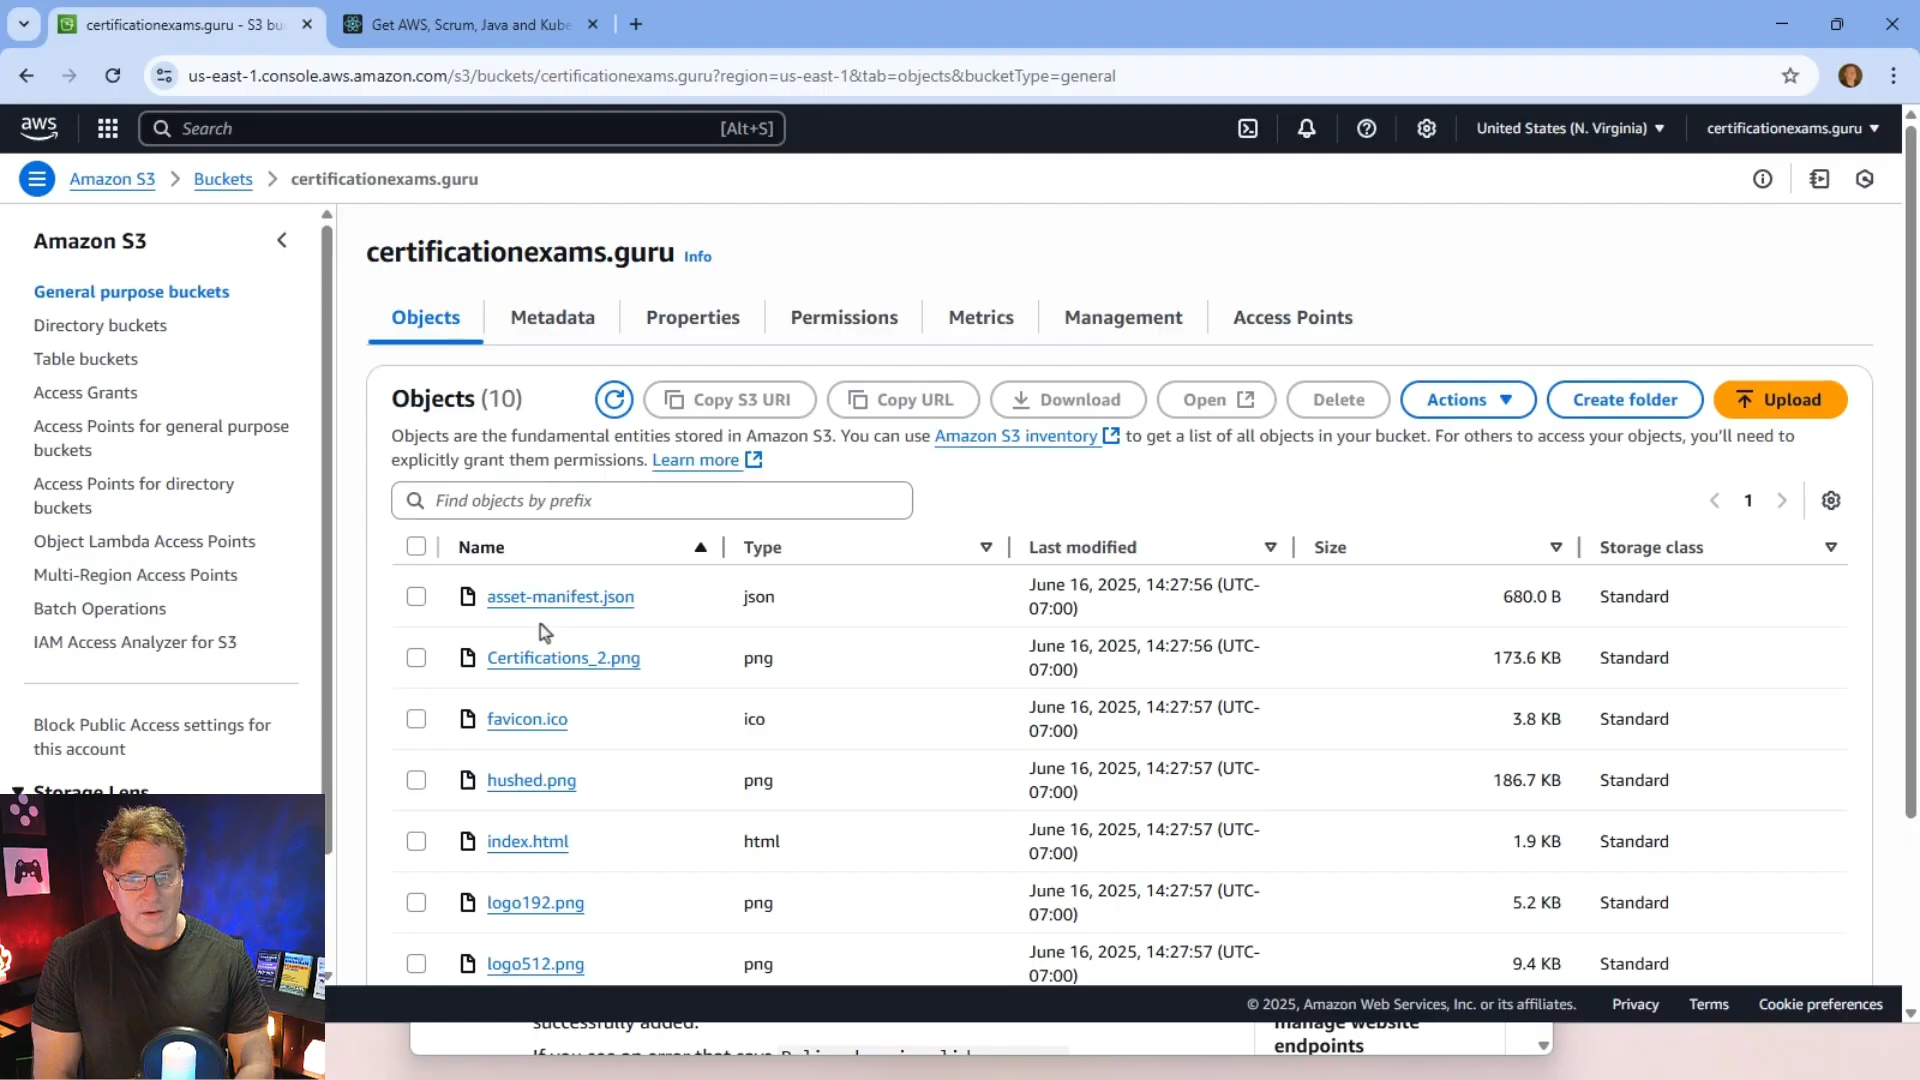 certificationexams.guru - S3 bu
Get AWS, Scrum, Java and Kube
us-east-1.console.aws.amazon.com/s3/buckets/certificationexams.guru?region=us-east-1&tab=objects&bucketType=general
aws
Search
[Alt+S]
United States (N. Virginia)
certificationexams.guru
Amazon S3
Buckets
certificationexams.guru
Amazon S3
General purpose buckets
Directory buckets
Table buckets
Access Grants
Access Points for general purpose
buckets
Access Points for directory
buckets
Object Lambda Access Points
Multi-Region Access Points
Batch Operations
IAM Access Analyzer for S3
Block Public Access settings for
this account
Storage Lens
certificationexams.guru Info
Objects
Metadata
Properties
Permissions
Metrics
Management
Access Points
Objects (10)
Copy S3 URI
Copy URL
Download
Open
Delete
Actions
Create folder
Upload
Objects are the fundamental entities stored in Amazon S3. You can use Amazon S3 inventory to get a list of all objects in your bucket. For others to access your objects, you'll need to
explicitly grant them permissions. Learn more
Find objects by prefix
1
Name
Type
Last modified
Size
Storage class
asset-manifest.json
json
June 16, 2025, 14:27:56 (UTC-
07:00)
680.0 B
Standard
Certifications_2.png
png
June 16, 2025, 14:27:56 (UTC-
07:00)
173.6 KB
Standard
favicon.ico
ico
June 16, 2025, 14:27:57 (UTC-
07:00)
3.8 KB
Standard
hushed.png
png
June 16, 2025, 14:27:57 (UTC-
07:00)
186.7 KB
Standard
index.html
html
June 16, 2025, 14:27:57 (UTC-
07:00)
1.9 KB
Standard
logo192.png
png
June 16, 2025, 14:27:57 (UTC-
07:00)
5.2 KB
Standard
logo512.png
png
June 16, 2025, 14:27:57 (UTC-
07:00)
9.4 KB
Standard
© 2025, Amazon Web Services, Inc. or its affiliates.
Privacy
Terms
Cookie preferences
successfully added.
manage website
endpoints